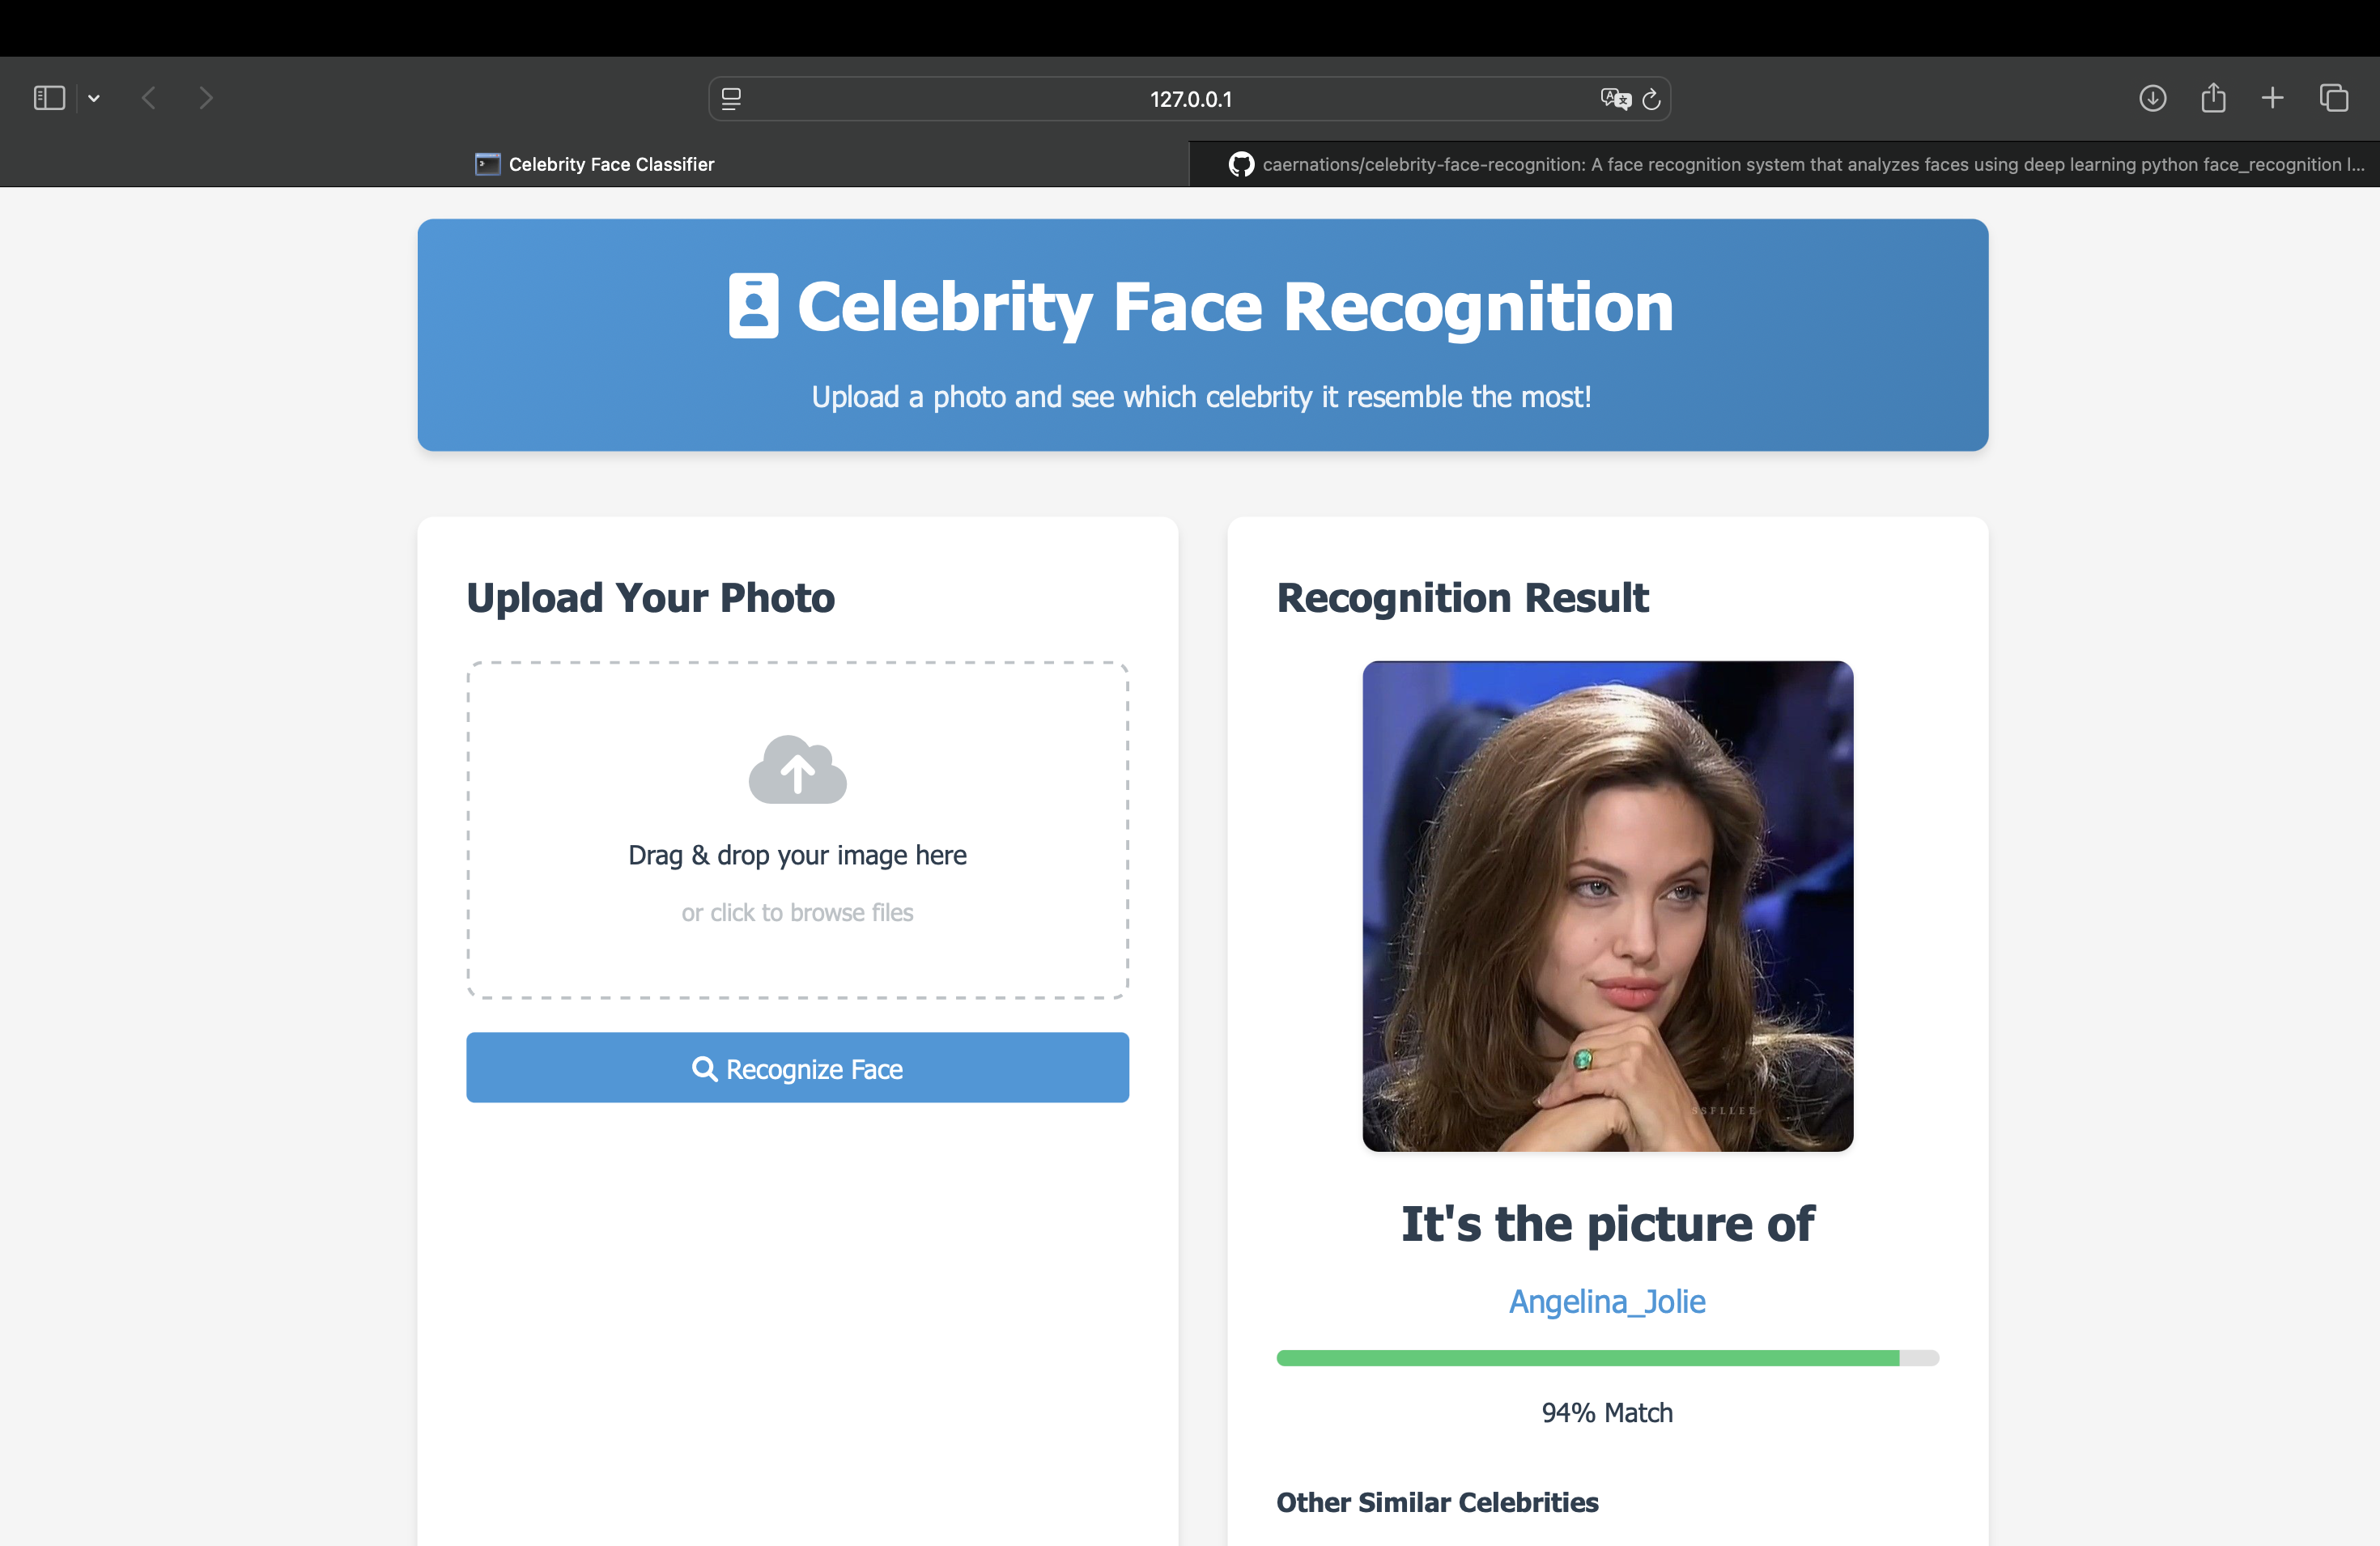 127.0.0.1
Celebrity Face Classifier
caernations/celebrity-face-recognition: A face recognition system that analyzes faces using deep learning python face_recognition l...
Celebrity Face Recognition
Upload a photo and see which celebrity it resemble the most!
Upload Your Photo
Drag & drop your image here
or click to browse files
Recognize Face
Recognition Result
SSFLLEE
It's the picture of
Angelina_Jolie
94% Match
Other Similar Celebrities